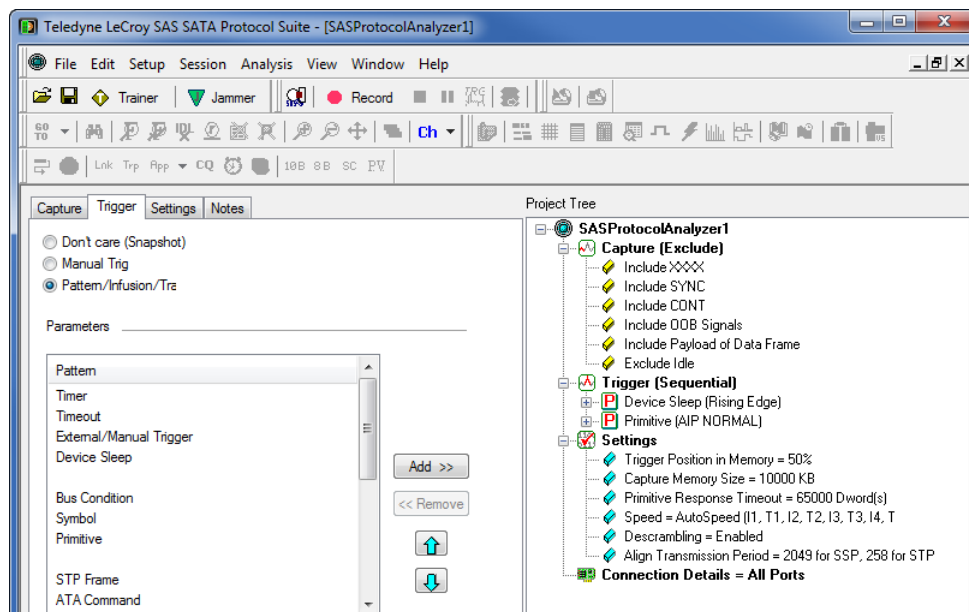 Teledyne LeCroy SAS SATA Protocol Suite - [SASProtocolAnalyzer1]
File Edit Setup Session Analysis View Window Help
Trainer Jammer Record
GO TO Ch
Lnk Trp App CQ 10B 8B SC P.V.
Capture Trigger Settings Notes
Don't care (Snapshot)
Manual Trig
Pattern/Infusion/Tra
Parameters
Pattern
Timer
Timeout
External/Manual Trigger
Device Sleep
Bus Condition
Symbol
Primitive
STP Frame
ATA Command
Add >>
<< Remove
Project Tree
SASProtocolAnalyzer1
Capture (Exclude)
Include XXXX
Include SYNC
Include CONT
Include OOB Signals
Include Payload of Data Frame
Exclude Idle
Trigger (Sequential)
P Device Sleep (Rising Edge)
P Primitive (AIP NORMAL)
Settings
Trigger Position in Memory = 50%
Capture Memory Size = 10000 KB
Primitive Response Timeout = 65000 Dword(s)
Speed = AutoSpeed (I1, T1, I2, T2, I3, T3, I4, T
Descrambling = Enabled
Align Transmission Period = 2049 for SSP, 258 for STP
Connection Details = All Ports